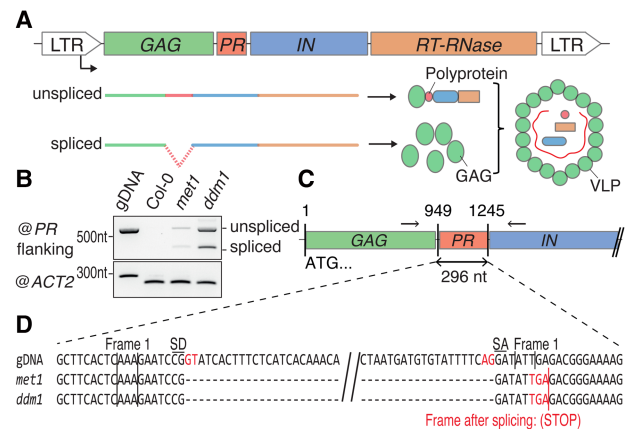 A
LTR GAG PR IN RT-RNase LTR
unspliced
Polyprotein
spliced
GAG
VLP
B
gDNA Col-0 met1 ddm1
@PR flanking
500nt
unspliced
spliced
@ACT2
300nt
C
1 949 1245
GAG PR IN
ATG...
296 nt
D
Frame 1 SD SA Frame 1
gDNA GCTTCACTCAAAGAATCCGGTATCACTTTCTCATCACAAACA CTAATGATGTGTATTTTCAGGATATTGAGACGGGAAAAG
met1 GCTTCACTCAAAGAATCCG GATATTGAGACGGGAAAAG
ddm1 GCTTCACTCAAAGAATCCG GATATTGAGACGGGAAAAG
Frame after splicing: (STOP)